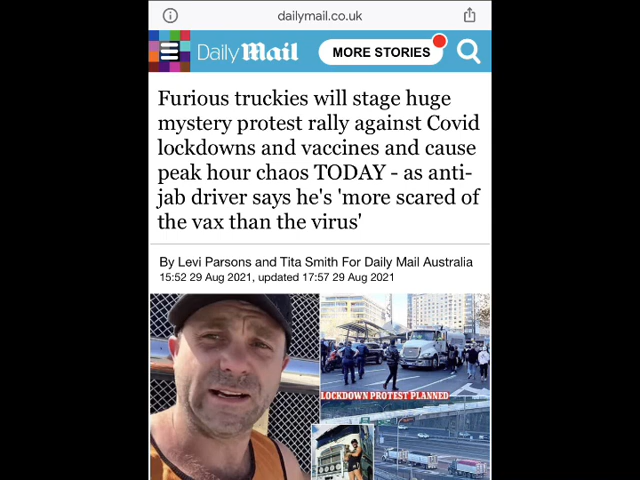 dailymail.co.uk
Daily Mail
MORE STORIES
Furious truckies will stage huge
mystery protest rally against Covid
lockdowns and vaccines and cause
peak hour chaos TODAY - as anti-
jab driver says he's 'more scared of
the vax than the virus'
By Levi Parsons and Tita Smith For Daily Mail Australia
15:52 29 Aug 2021, updated 17:57 29 Aug 2021
LOCKDOWN PROTEST PLANNED